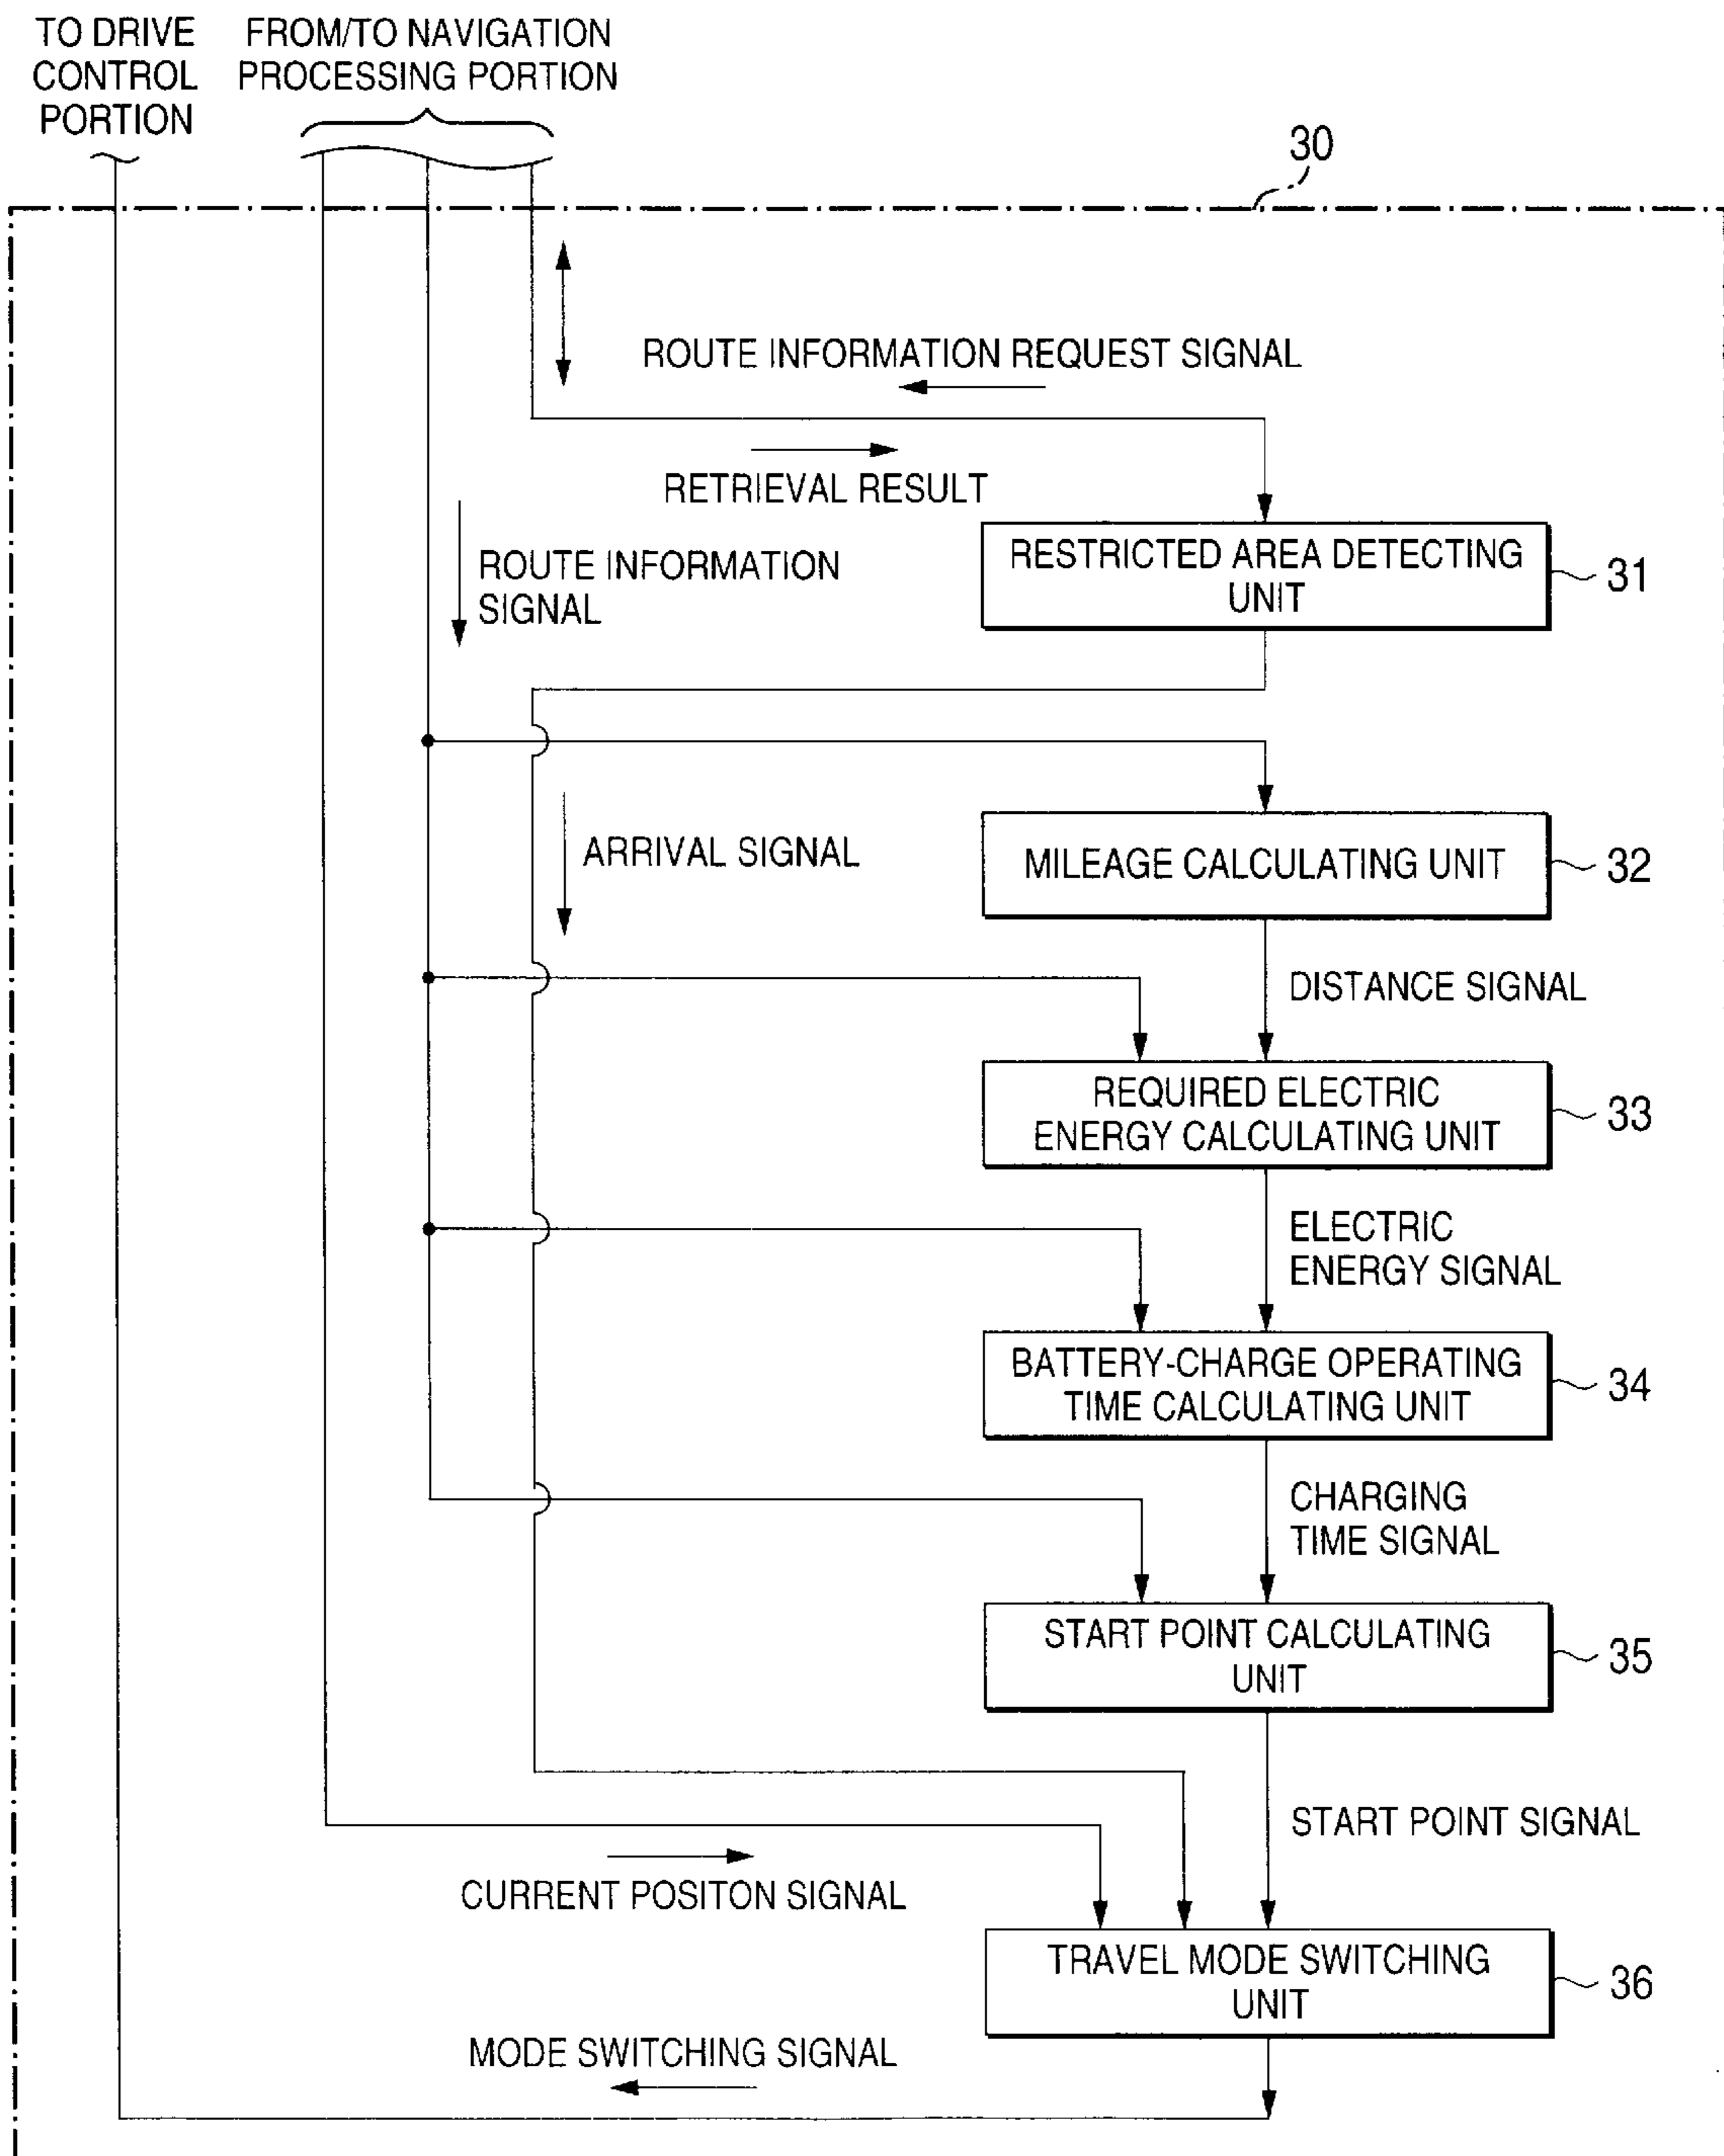 TO DRIVE
CONTROL
PORTION
FROM/TO NAVIGATION
PROCESSING PORTION
30
ROUTE INFORMATION REQUEST SIGNAL
RETRIEVAL RESULT
ROUTE INFORMATION
SIGNAL
RESTRICTED AREA DETECTING
UNIT
31
ARRIVAL SIGNAL
MILEAGE CALCULATING UNIT
32
DISTANCE SIGNAL
REQUIRED ELECTRIC
ENERGY CALCULATING UNIT
33
ELECTRIC
ENERGY SIGNAL
BATTERY-CHARGE OPERATING
TIME CALCULATING UNIT
34
CHARGING
TIME SIGNAL
START POINT CALCULATING
UNIT
35
START POINT SIGNAL
CURRENT POSITON SIGNAL
TRAVEL MODE SWITCHING
UNIT
36
MODE SWITCHING SIGNAL